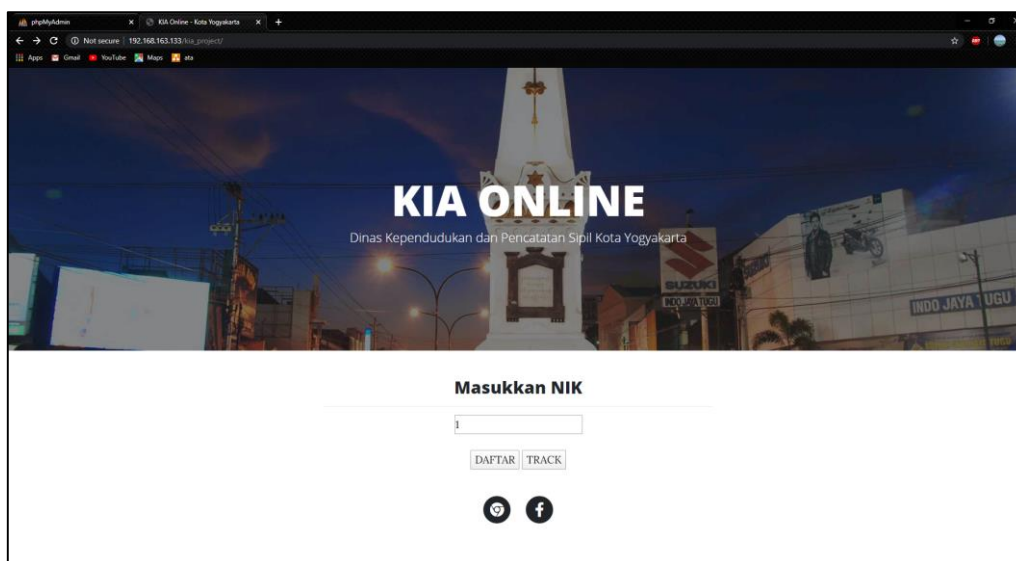 phpMyAdmin
KIA Online - Kota Yogyakarta
Not secure | 192.168.163.133/kia_project/
ABP
Apps Gmail YouTube Maps ata
KIA ONLINE
Dinas Kependudukan dan Pencatatan Sipil Kota Yogyakarta
SUZUKI
INDO JAYA TUGU
INDO JAYA TUGU
Masukkan NIK
1
DAFTAR TRACK